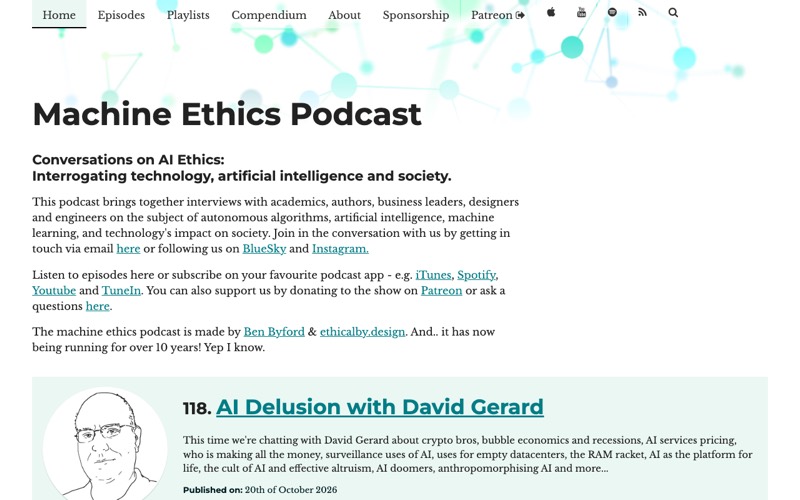 Home Episodes Playlists Compendium About Sponsorship Patreon
Machine Ethics Podcast
Conversations on AI Ethics:
Interrogating technology, artificial intelligence and society.
This podcast brings together interviews with academics, authors, business leaders, designers
and engineers on the subject of autonomous algorithms, artificial intelligence, machine
learning, and technology's impact on society. Join in the conversation with us by getting in
touch via email here or following us on BlueSky and Instagram.
Listen to episodes here or subscribe on your favourite podcast app - e.g. iTunes, Spotify,
Youtube and TuneIn. You can also support us by donating to the show on Patreon or ask a
questions here.
The machine ethics podcast is made by Ben Byford & ethicalby.design. And.. it has now
being running for over 10 years! Yep I know.
118. AI Delusion with David Gerard
This time we're chatting with David Gerard about crypto bros, bubble economics and recessions, AI services pricing,
who is making all the money, surveillance uses of AI, uses for empty datacenters, the RAM racket, AI as the platform for
life, the cult of AI and effective altruism, AI doomers, anthropomorphising AI and more...
Published on: 20th of October 2026